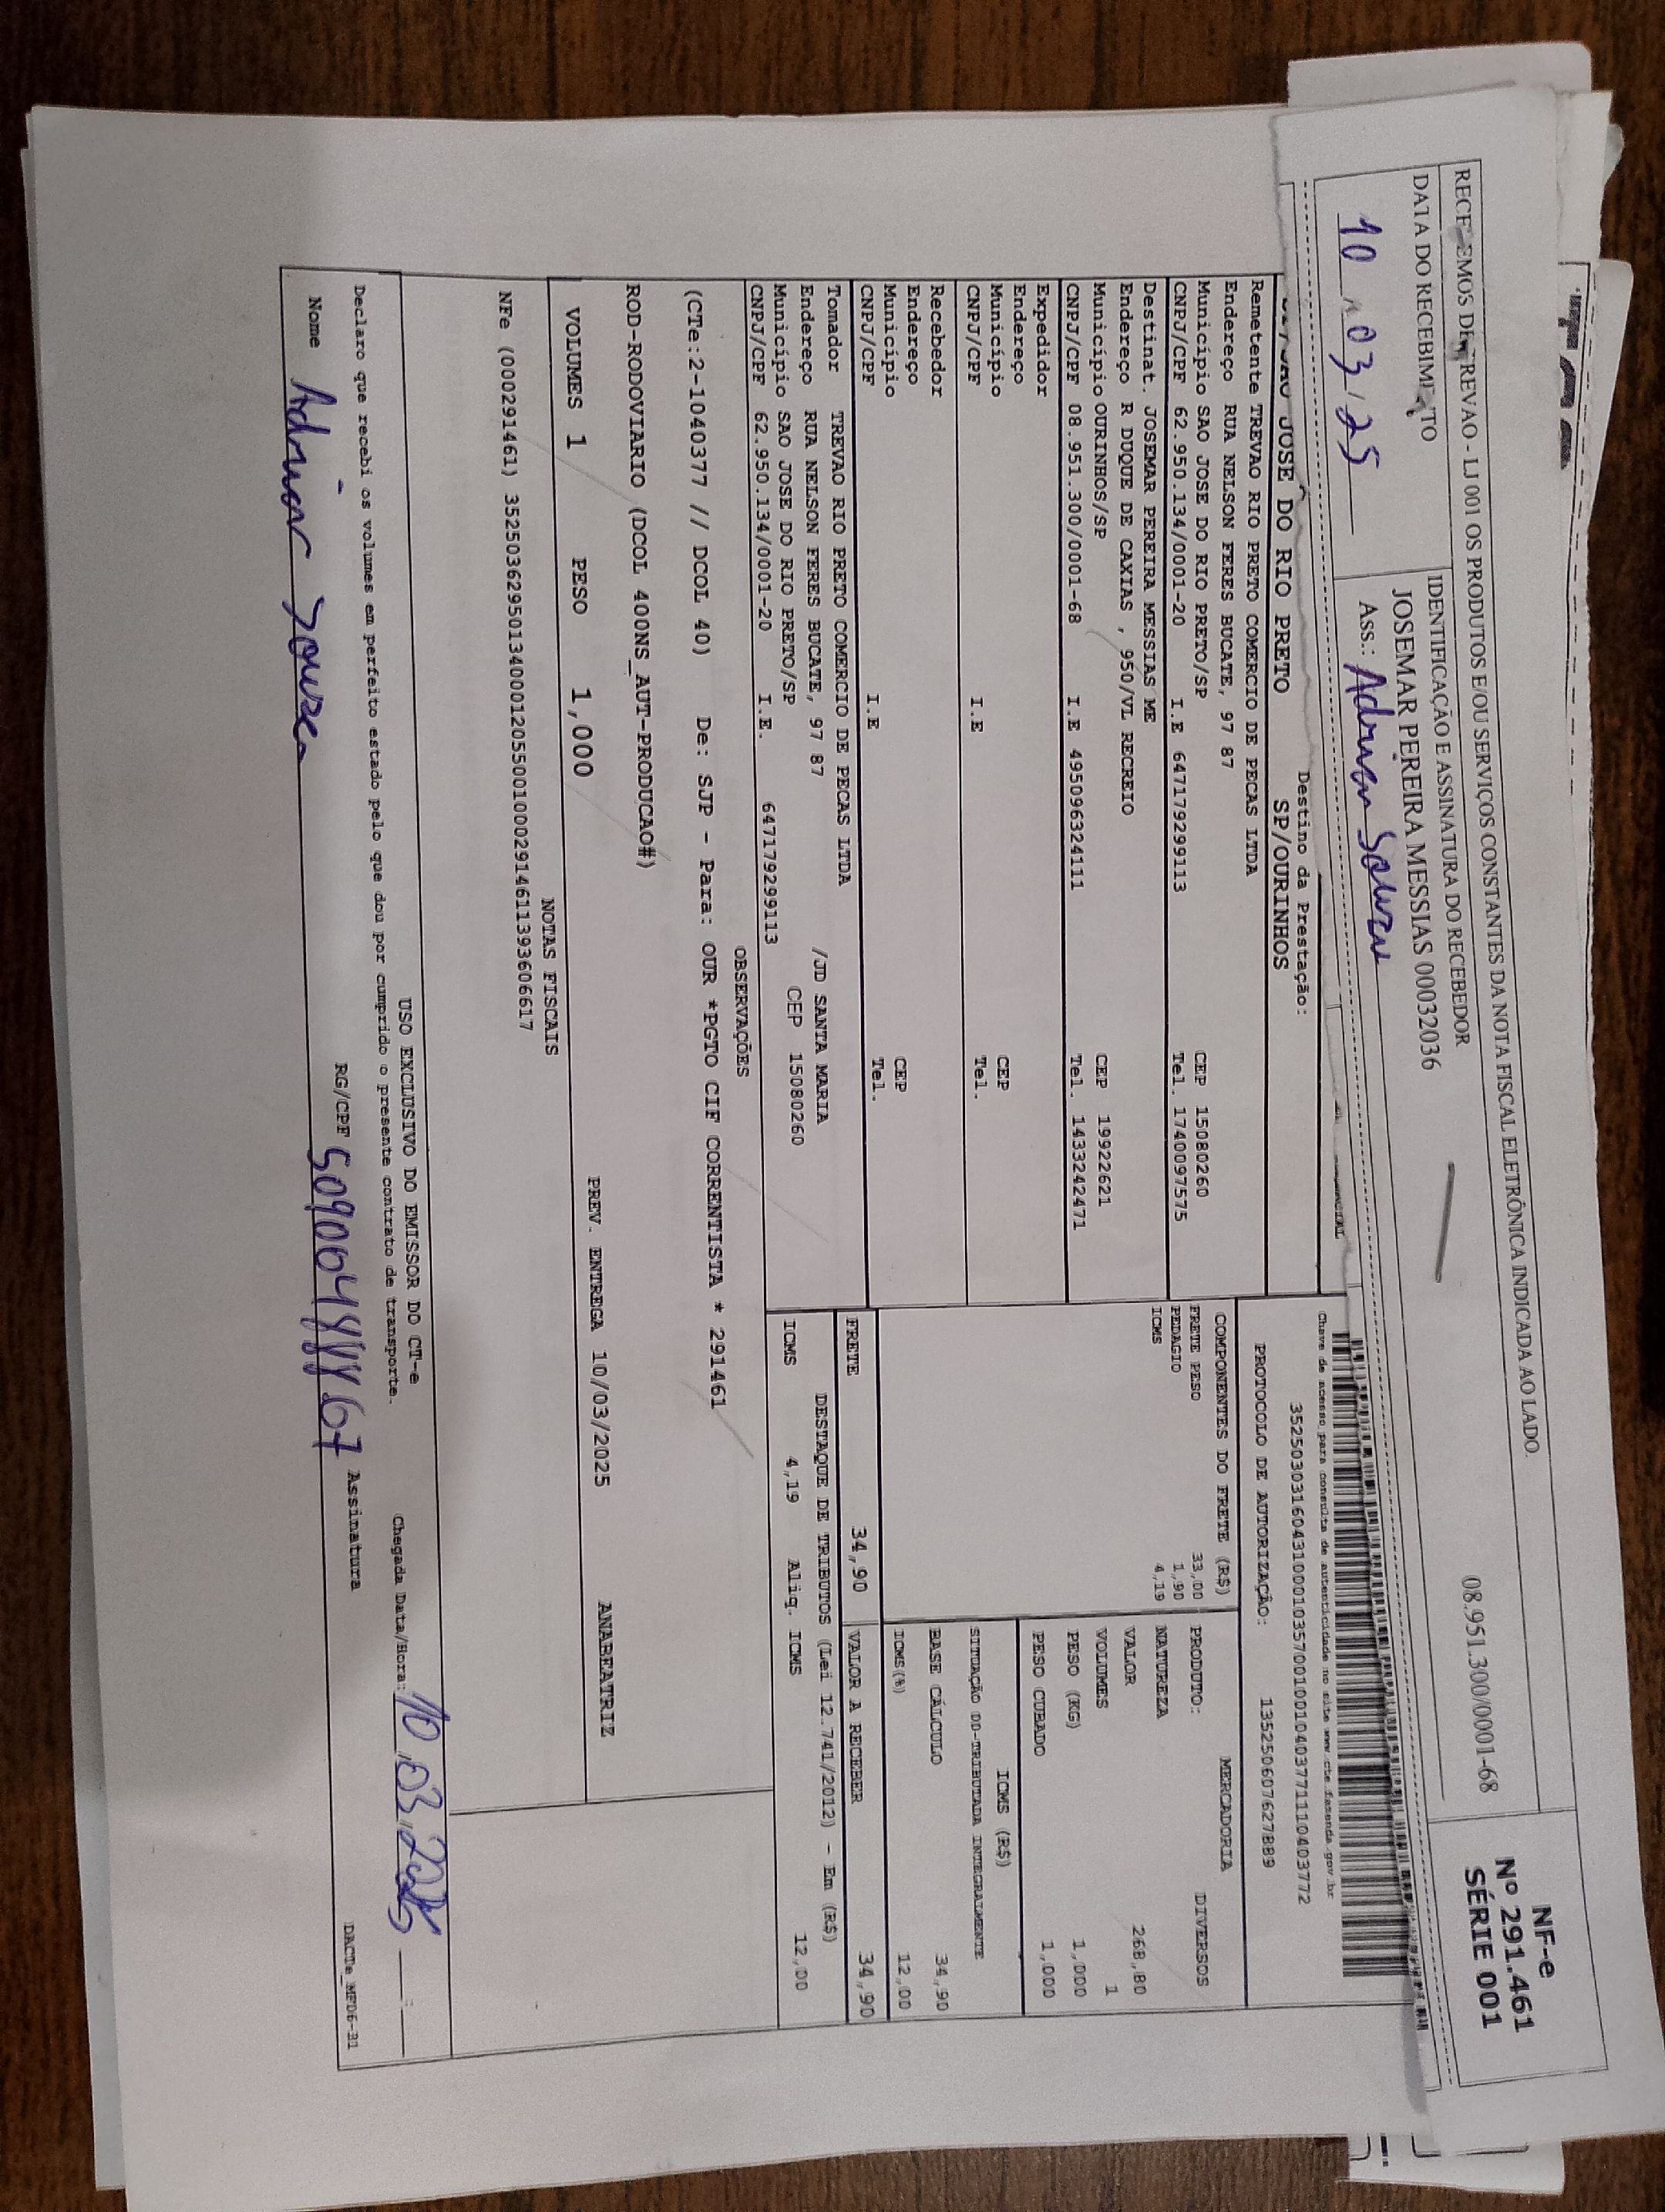 RECEBEMOS DE TREVAO - LJ 001 OS PRODUTOS E/OU SERVIÇOS CONSTANTES DA NOTA FISCAL ELETRÔNICA INDICADA AO LADO.
DATA DO RECEBIMENTO
IDENTIFICAÇÃO E ASSINATURA DO RECEBEDOR
JOSEMAR PEREIRA MESSIAS 00032036
08.951.300/0001-68
10 / 03 / 25
ASS.: Adriana Souza
NF-e
Nº 291.461
SÉRIE 001
Chave de acesso para consulta de autenticidade no site www.cte.fazenda.gov.br
JOSE DO RIO PRETO
Destino da Prestação:
SP/OURINHOS
PROTOCOLO DE AUTORIZAÇÃO:
Remetente TREVAO RIO PRETO COMERCIO DE PECAS LTDA
Endereço RUA NELSON FERES BUCATE, 97 87
Município SAO JOSE DO RIO PRETO/SP CEP 15080260
CNPJ/CPF 62.950.134/0001-20 I.E 647179299113 Tel. 1740097575
Destinat. JOSEMAR PEREIRA MESSIAS ME
Endereço R DUQUE DE CAXIAS , 950/VL RECREIO
Município OURINHOS/SP CEP 19922621
CNPJ/CPF 08.951.300/0001-68 I.E 495096324111 Tel. 1433242471
Expedidor
Endereço
Município CEP
CNPJ/CPF I.E Tel.
Recebedor
Endereço
Município CEP
CNPJ/CPF I.E Tel.
Tomador TREVAO RIO PRETO COMERCIO DE PECAS LTDA
Endereço RUA NELSON FERES BUCATE, 97 87 /JD SANTA MARIA
Município SAO JOSE DO RIO PRETO/SP CEP 15080260
CNPJ/CPF 62.950.134/0001-20 I.E. 647179299113
COMPONENTES DO FRETE (R$)
FRETE PESO 33,00
PEDAGIO 1,90
ICMS 4,19
MERCADORIA
PRODUTO: DIVERSOS
NATUREZA
VALOR 268,80
VOLUMES 1
PESO (KG) 1,000
PESO CUBADO 1,000
ICMS (R$)
SITUAÇÃO 00-TRIBUTADA INTEGRALMENTE
BASE CÁLCULO 34,90
ICMS(%) 12,00
FRETE 34,90 VALOR A RECEBER 34,90
DESTAQUE DE TRIBUTOS (Lei 12.741/2012) - Em (R$)
ICMS 4,19 Aliq. ICMS 12,00
OBSERVAÇÕES
(CTe:2-1040377 // DCOL 40) De: SJP - Para: OUR *PGTO CIF CORRENTISTA * 291461
ROD-RODOVIARIO (DCOL 400NS_AUT-PRODUCAO#)
VOLUMES 1 PESO 1,000 PREV. ENTREGA 10/03/2025 ANABEATRIZ
NOTAS FISCAIS
NFe (000291461)
USO EXCLUSIVO DO EMISSOR DO CT-e
Declaro que recebi os volumes em perfeito estado pelo que dou por cumprido o presente contrato de transporte.
Chegada Data/Hora: 10 / 03 / 2025 __:__
Nome Adriana Souza RG/CPF Assinatura
DACTe